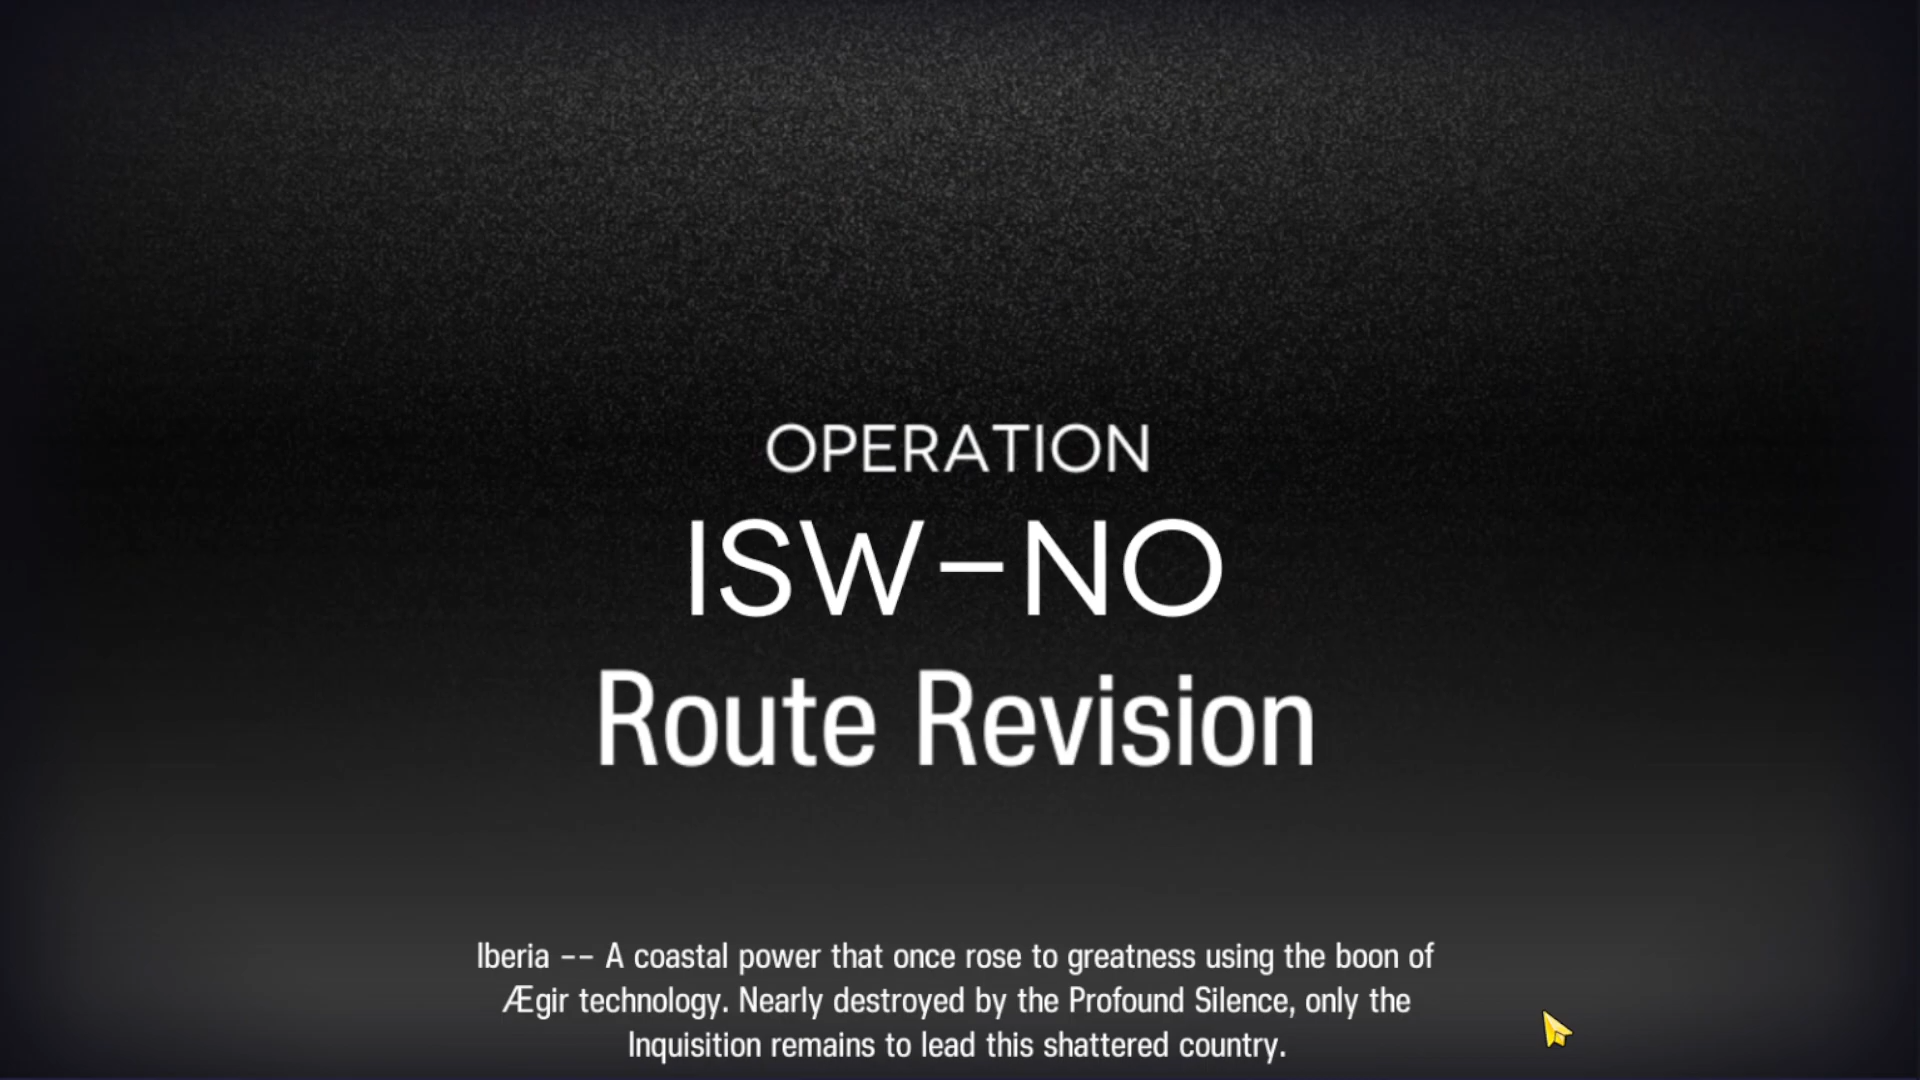 OPERATION
ISW-NO
Route Revision
Iberia -- A coastal power that once rose to greatness using the boon of
Ægir technology. Nearly destroyed by the Profound Silence, only the
Inquisition remains to lead this shattered country.